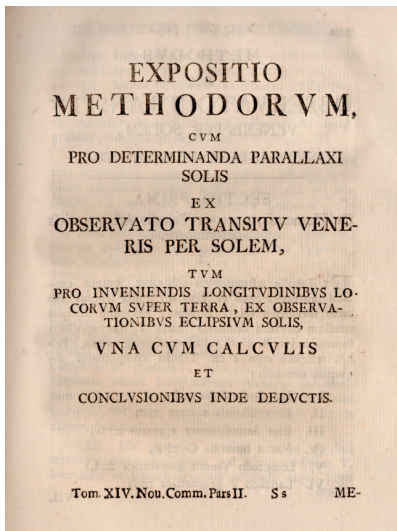 EXPOSITIO
METHODORVM,
CVM
PRO DETERMINANDA PARALLAXI
SOLIS
EX
OBSERVATO TRANSITV VENE-
RIS PER SOLEM,
TVM
PRO INVENIENDIS LONGITVDINIBVS LO-
CORVM SVPER TERRA, EX OBSERVA-
TIONIBVS ECLIPSIVM SOLIS,
VNA CVM CALCVLIS
ET
CONCLVSIONIBVS INDE DEDVCTIS.
Tom. XIV. Nou. Comm. Pars II. S s ME-